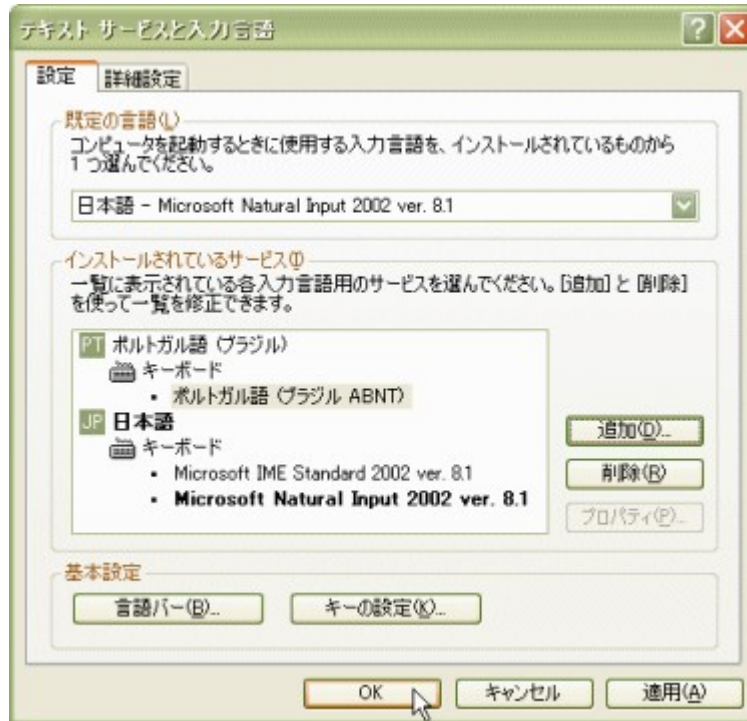 テキスト サービスと入力言語
設定
詳細設定
既定の言語(L)
コンピュータを起動するときに使用する入力言語を、インストールされているものから
1 つ選んでください。
日本語 - Microsoft Natural Input 2002 ver. 8.1
インストールされているサービス(I)
一覧に表示されている各入力言語用のサービスを選んでください。[追加] と [削除]
を使って一覧を修正できます。
PT ポルトガル語 (ブラジル)
キーボード
• ポルトガル語 (ブラジル ABNT)
JP 日本語
キーボード
• Microsoft IME Standard 2002 ver. 8.1
• Microsoft Natural Input 2002 ver. 8.1
追加(D)...
削除(R)
プロパティ(P)...
基本設定
言語バー(B)...
キーの設定(K)...
OK
キャンセル
適用(A)